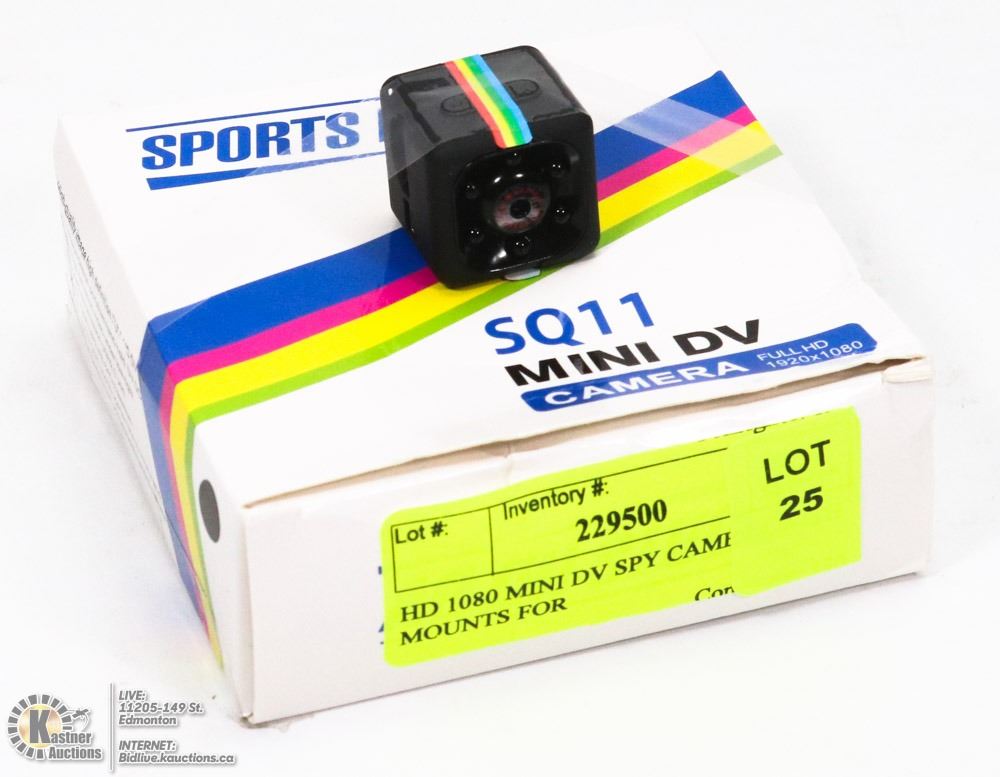 SPORTS
SQ11
MINI DV
CAMERA
FULL HD
1920x1080
Lot #:
Inventory #:
229500
LOT
25
HD 1080 MINI DV SPY CAME
MOUNTS FOR
Con
Kastner
Auctions
LIVE:
11205-149 St.
Edmonton
INTERNET:
Bidlive.kauctions.ca